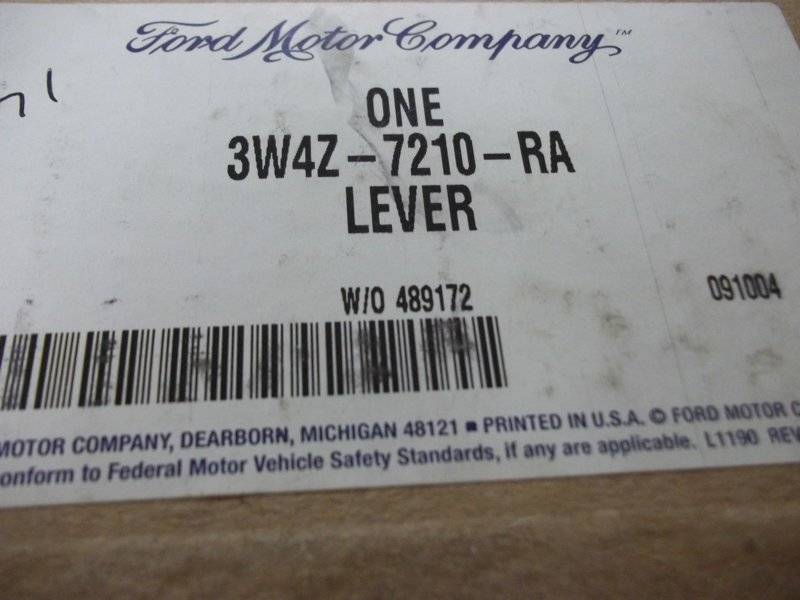 Ford Motor Company™
ONE
3W4Z-7210-RA
LEVER
W/O 489172
091004
MOTOR COMPANY, DEARBORN, MICHIGAN 48121 ■ PRINTED IN U.S.A. © FORD MOTOR C
onform to Federal Motor Vehicle Safety Standards, if any are applicable. L1190 REV